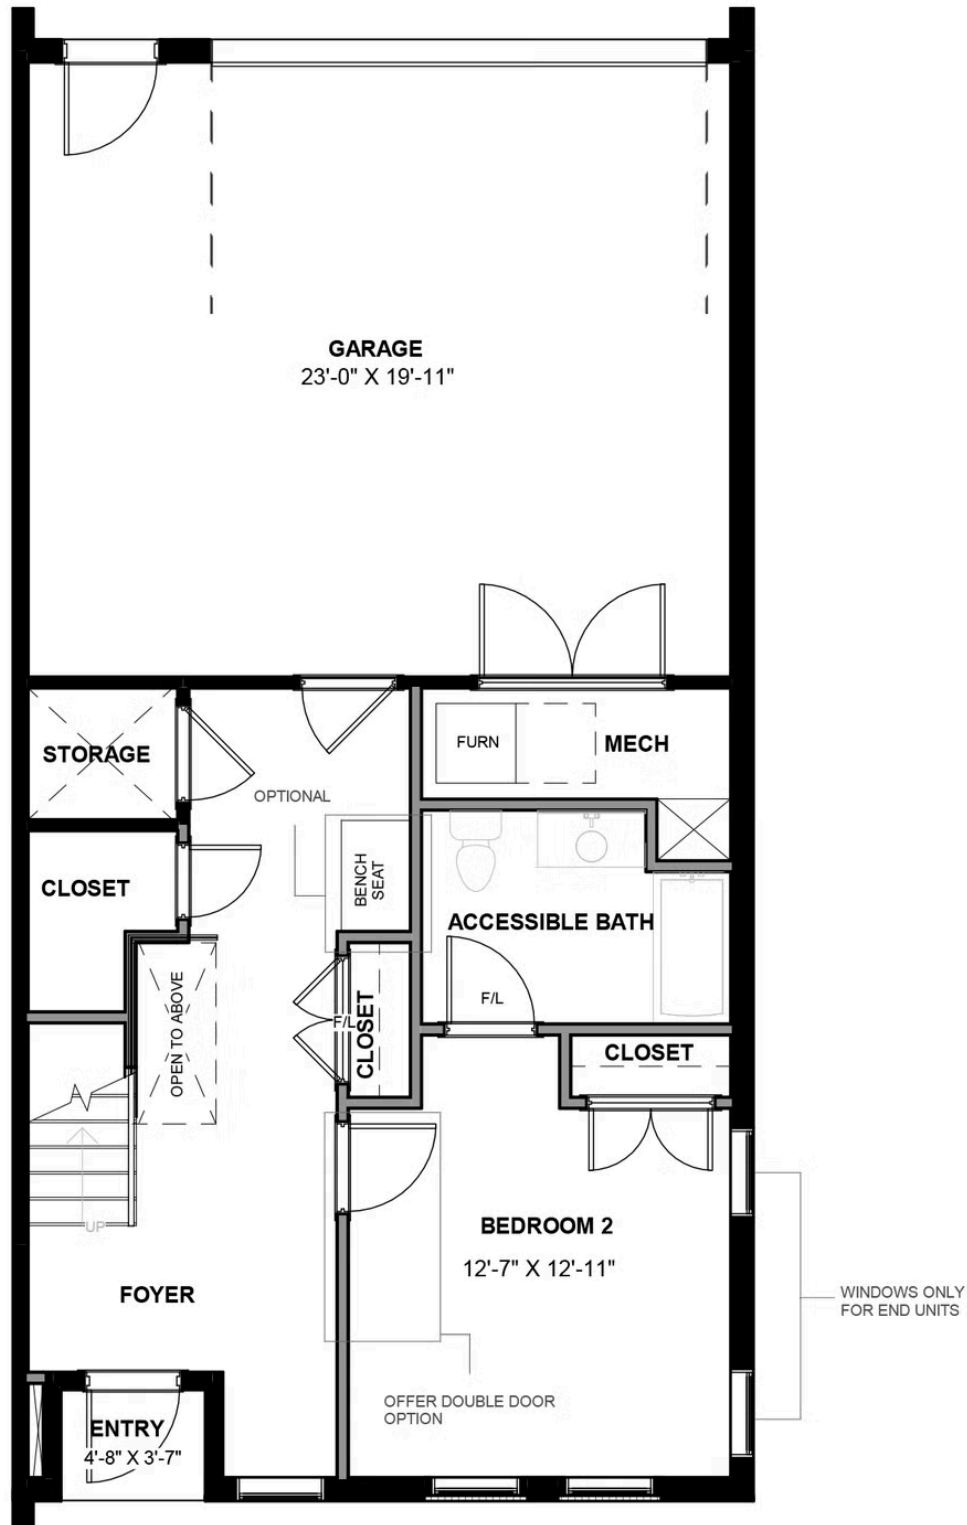 GARAGE
23'-0" X 19'-11"
FURN
MECH
STORAGE
OPTIONAL
BENCH
SEAT
CLOSET
ACCESSIBLE BATH
F/L
OPEN TO ABOVE
F/L
CLOSET
CLOSET
UP
BEDROOM 2
12'-7" X 12'-11"
FOYER
WINDOWS ONLY
FOR END UNITS
OFFER DOUBLE DOOR
OPTION
ENTRY
4'-8" X 3'-7"